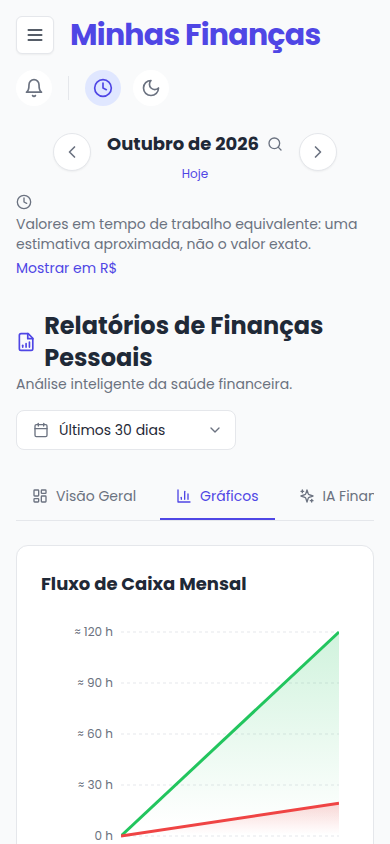 Minhas Finanças
Outubro de 2026
Hoje
Valores em tempo de trabalho equivalente: uma
estimativa aproximada, não o valor exato.
Mostrar em R$
Relatórios de Finanças
Pessoais
Análise inteligente da saúde financeira.
Últimos 30 dias
Visão Geral
Gráficos
IA Finan
Fluxo de Caixa Mensal
≈ 120 h
≈ 90 h
≈ 60 h
≈ 30 h
0 h